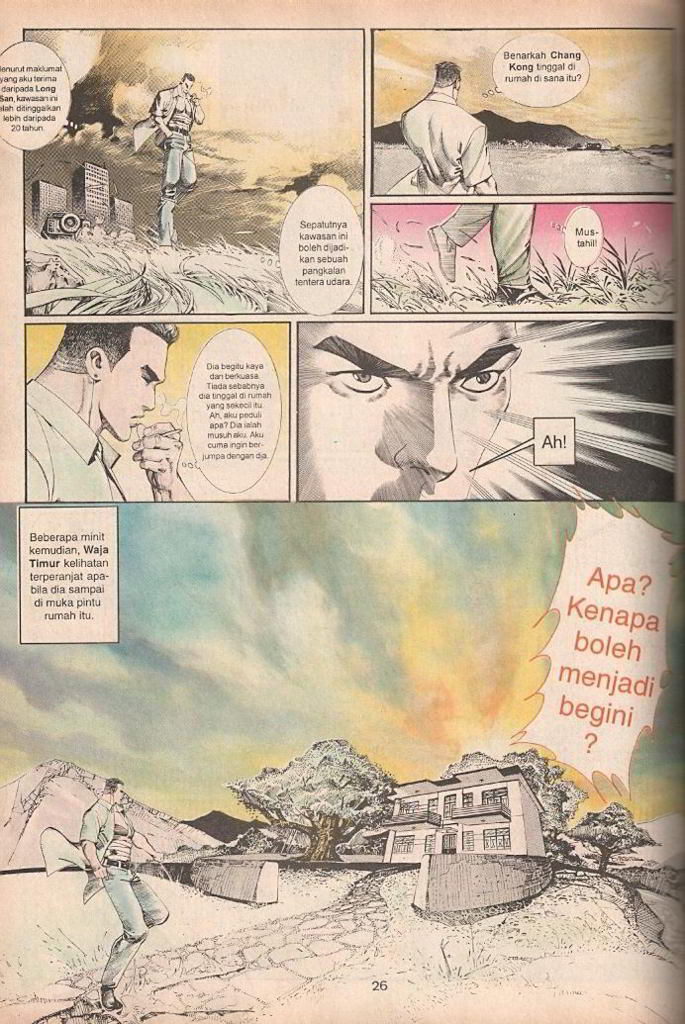 Menurut maklumat
yang aku terima
daripada Long
San, kawasan ini
telah ditinggalkan
lebih daripada
20 tahun.
Sepatutnya
kawasan ini
boleh dijadi-
kan sebuah
pangkalan
tentera udara.
Benarkah Chang
Kong tinggal di
rumah di sana itu?
Mus-
tahil!
Dia begitu kaya
dan berkuasa.
Tiada sebabnya
dia tinggal di rumah
yang sekecil itu.
Ah, aku peduli
apa? Dia ialah
musuh aku. Aku
cuma ingin ber-
jumpa dengan dia.
Ah!
Beberapa minit
kemudian, Waja
Timur kelihatan
terperanjat apa-
bila dia sampai
di muka pintu
rumah itu.
Apa?
Kenapa
boleh
menjadi
begini
?
26